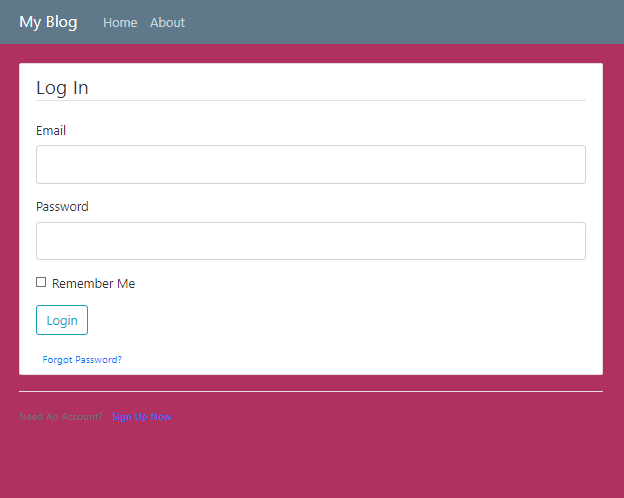 My Blog Home About
Log In
Email
Password
Remember Me
Login
Forgot Password?
Need An Account? Sign Up Now